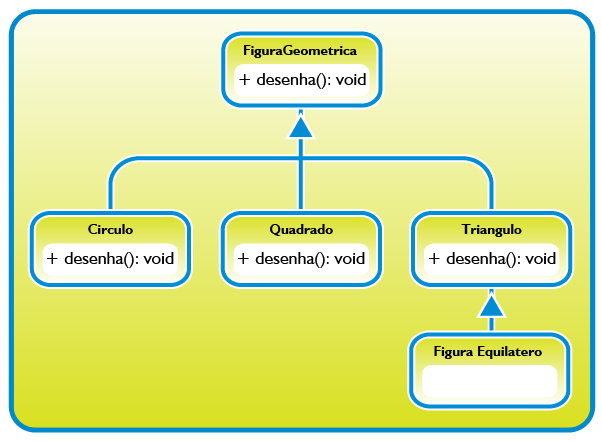 FiguraGeometrica
+ desenha(): void
Circulo
+ desenha(): void
Quadrado
+ desenha(): void
Triangulo
+ desenha(): void
Figura Equilatero